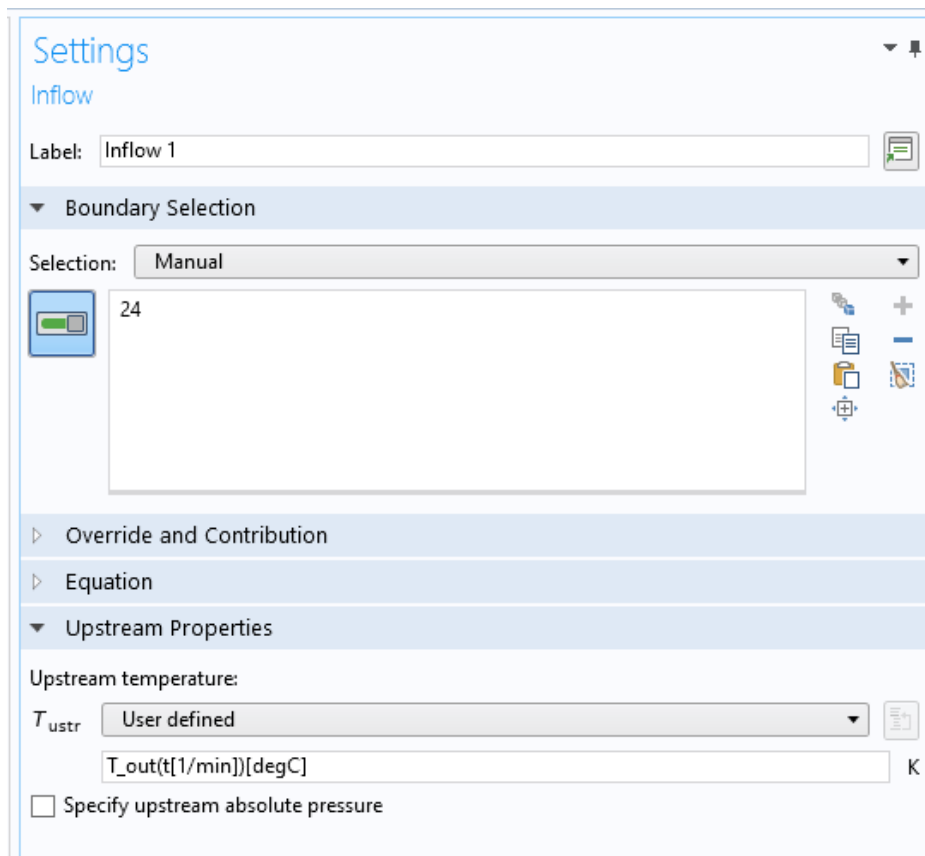 Settings
Inflow
Label: Inflow 1
Boundary Selection
Selection: Manual
24
Override and Contribution
Equation
Upstream Properties
Upstream temperature:
T ustr User defined
T_out(t[1/min])[degC] K
Specify upstream absolute pressure